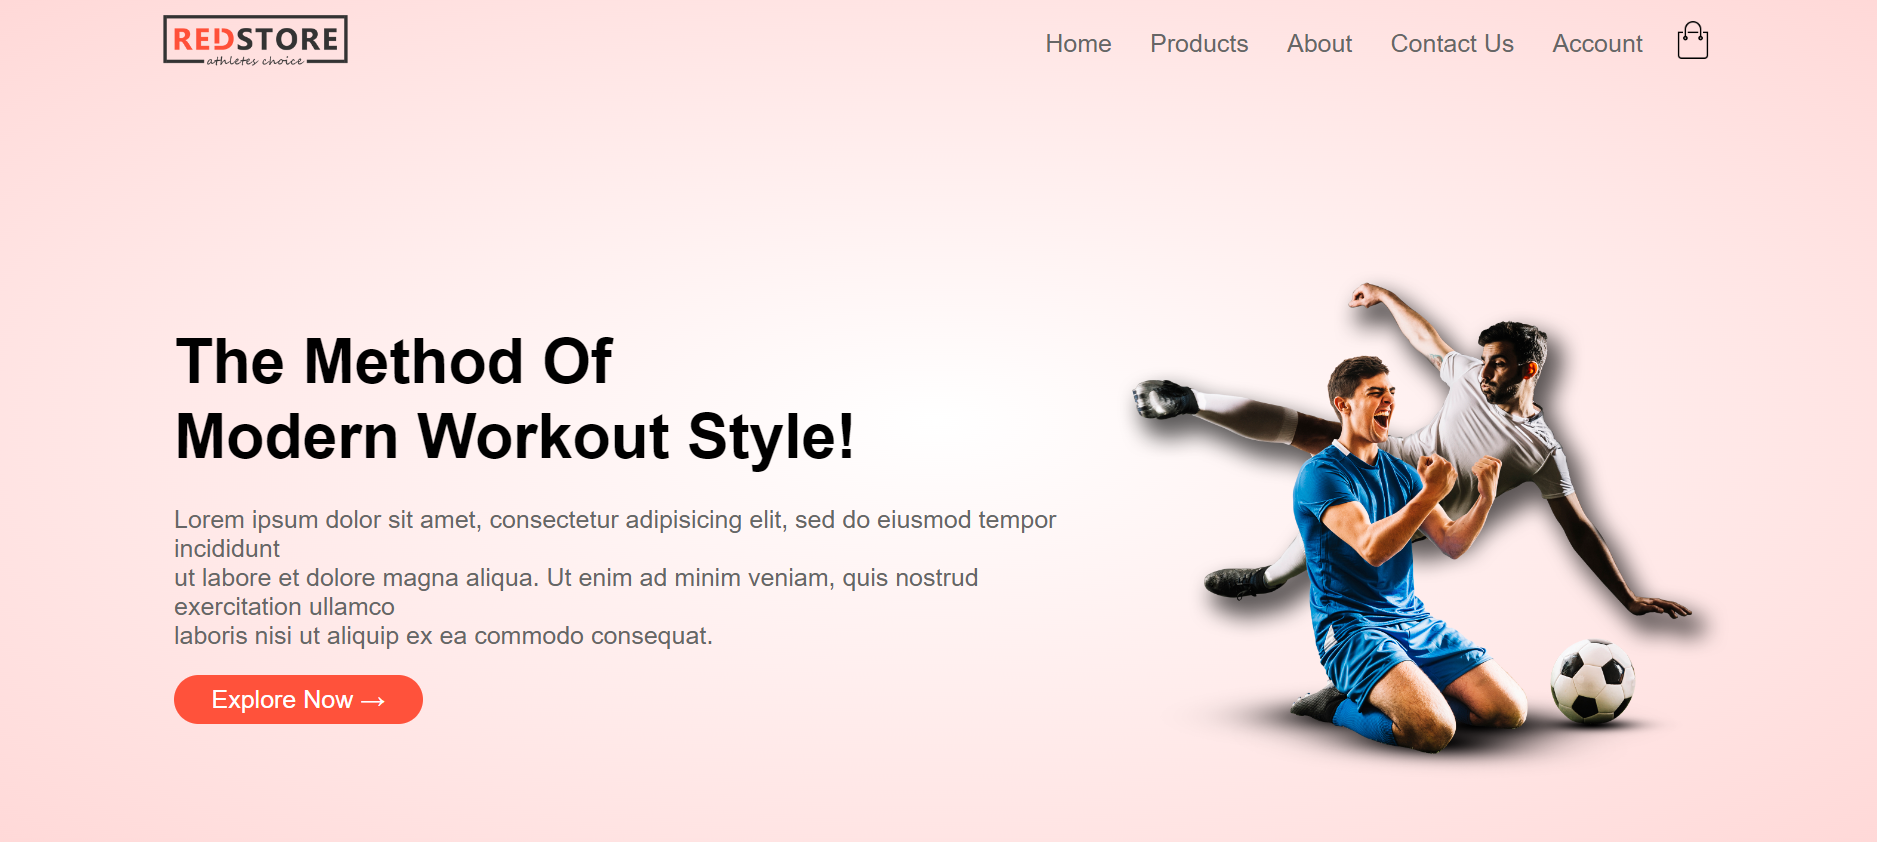 REDSTORE
athletes choice
Home Products About Contact Us Account
The Method Of
Modern Workout Style!
Lorem ipsum dolor sit amet, consectetur adipisicing elit, sed do eiusmod tempor
incididunt
ut labore et dolore magna aliqua. Ut enim ad minim veniam, quis nostrud
exercitation ullamco
laboris nisi ut aliquip ex ea commodo consequat.
Explore Now →